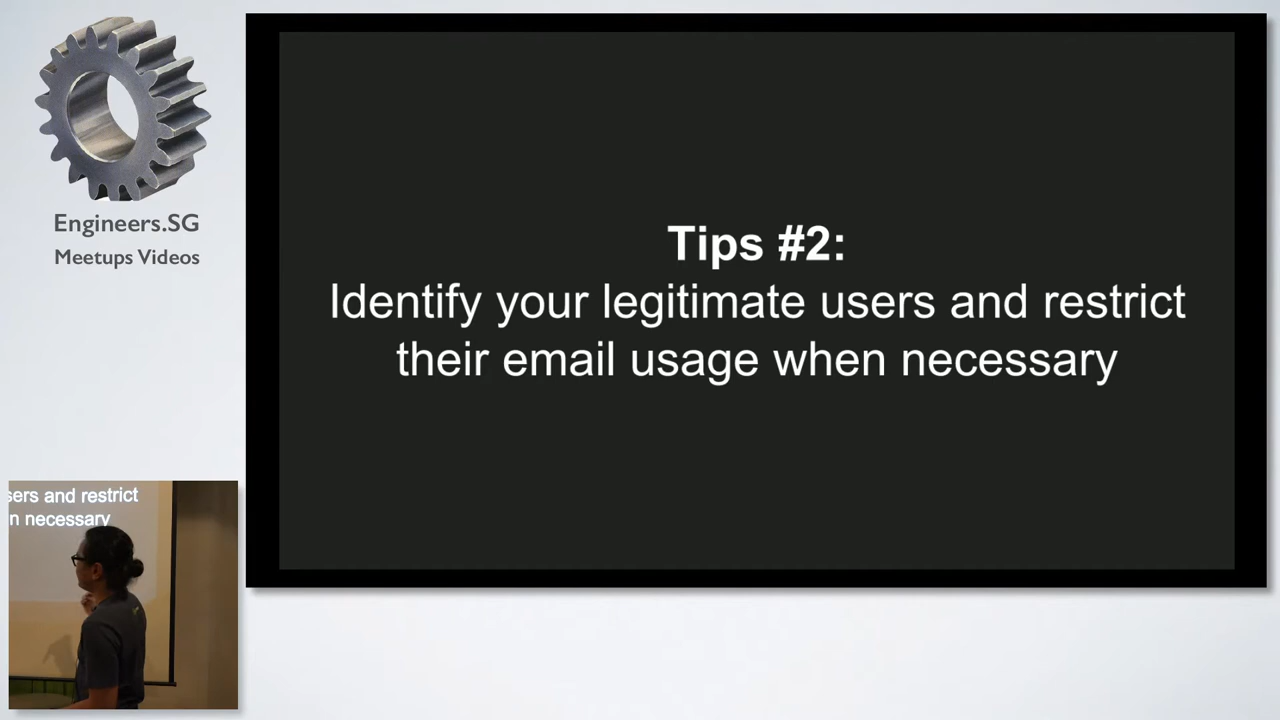 Engineers.SG
Meetups Videos
Tips #2:
Identify your legitimate users and restrict
their email usage when necessary
sers and restrict
n necessary